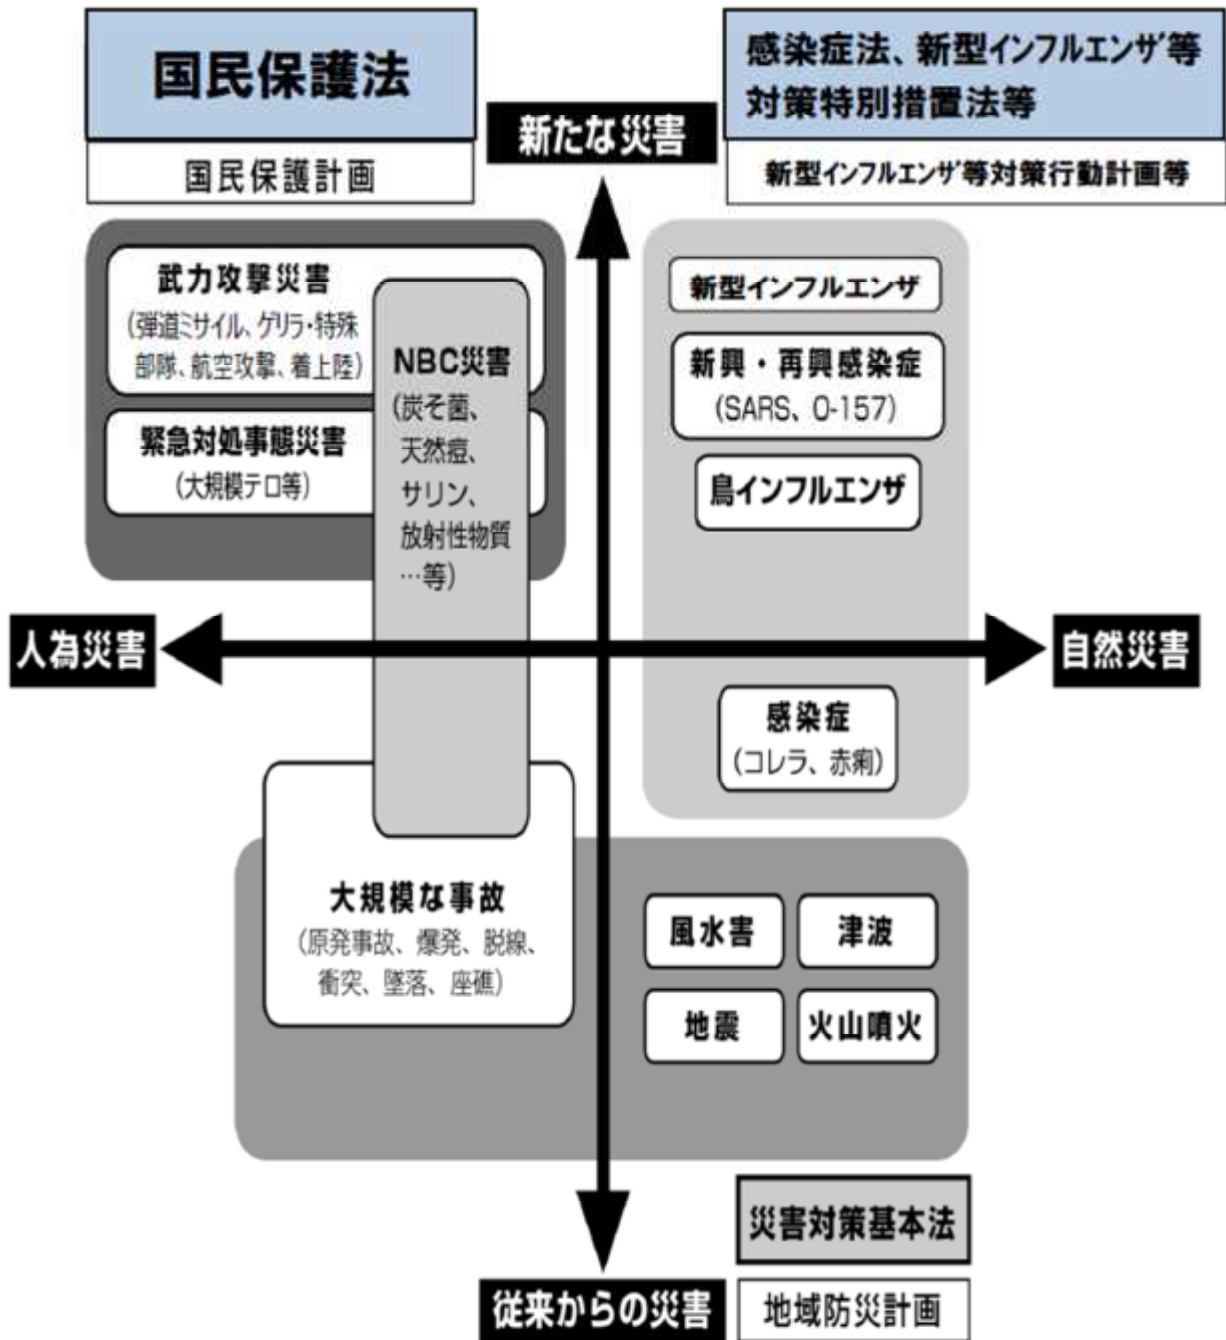 国民保護法
国民保護計画
感染症法、新型インフルエンザ等
対策特別措置法等
新型インフルエンザ等対策行動計画等
新たな災害
武力攻撃災害
(弾道ミサイル、ゲリラ・特殊
部隊、航空攻撃、着上陸)
緊急対処事態災害
(大規模テロ等)
NBC災害
(炭そ菌、
天然痘、
サリン、
放射性物質
…等)
新型インフルエンザ
新興・再興感染症
(SARS、O-157)
鳥インフルエンザ
人為災害
自然災害
感染症
(コレラ、赤痢)
大規模な事故
(原発事故、爆発、脱線、
衝突、墜落、座礁)
風水害
津波
地震
火山噴火
災害対策基本法
地域防災計画
従来からの災害